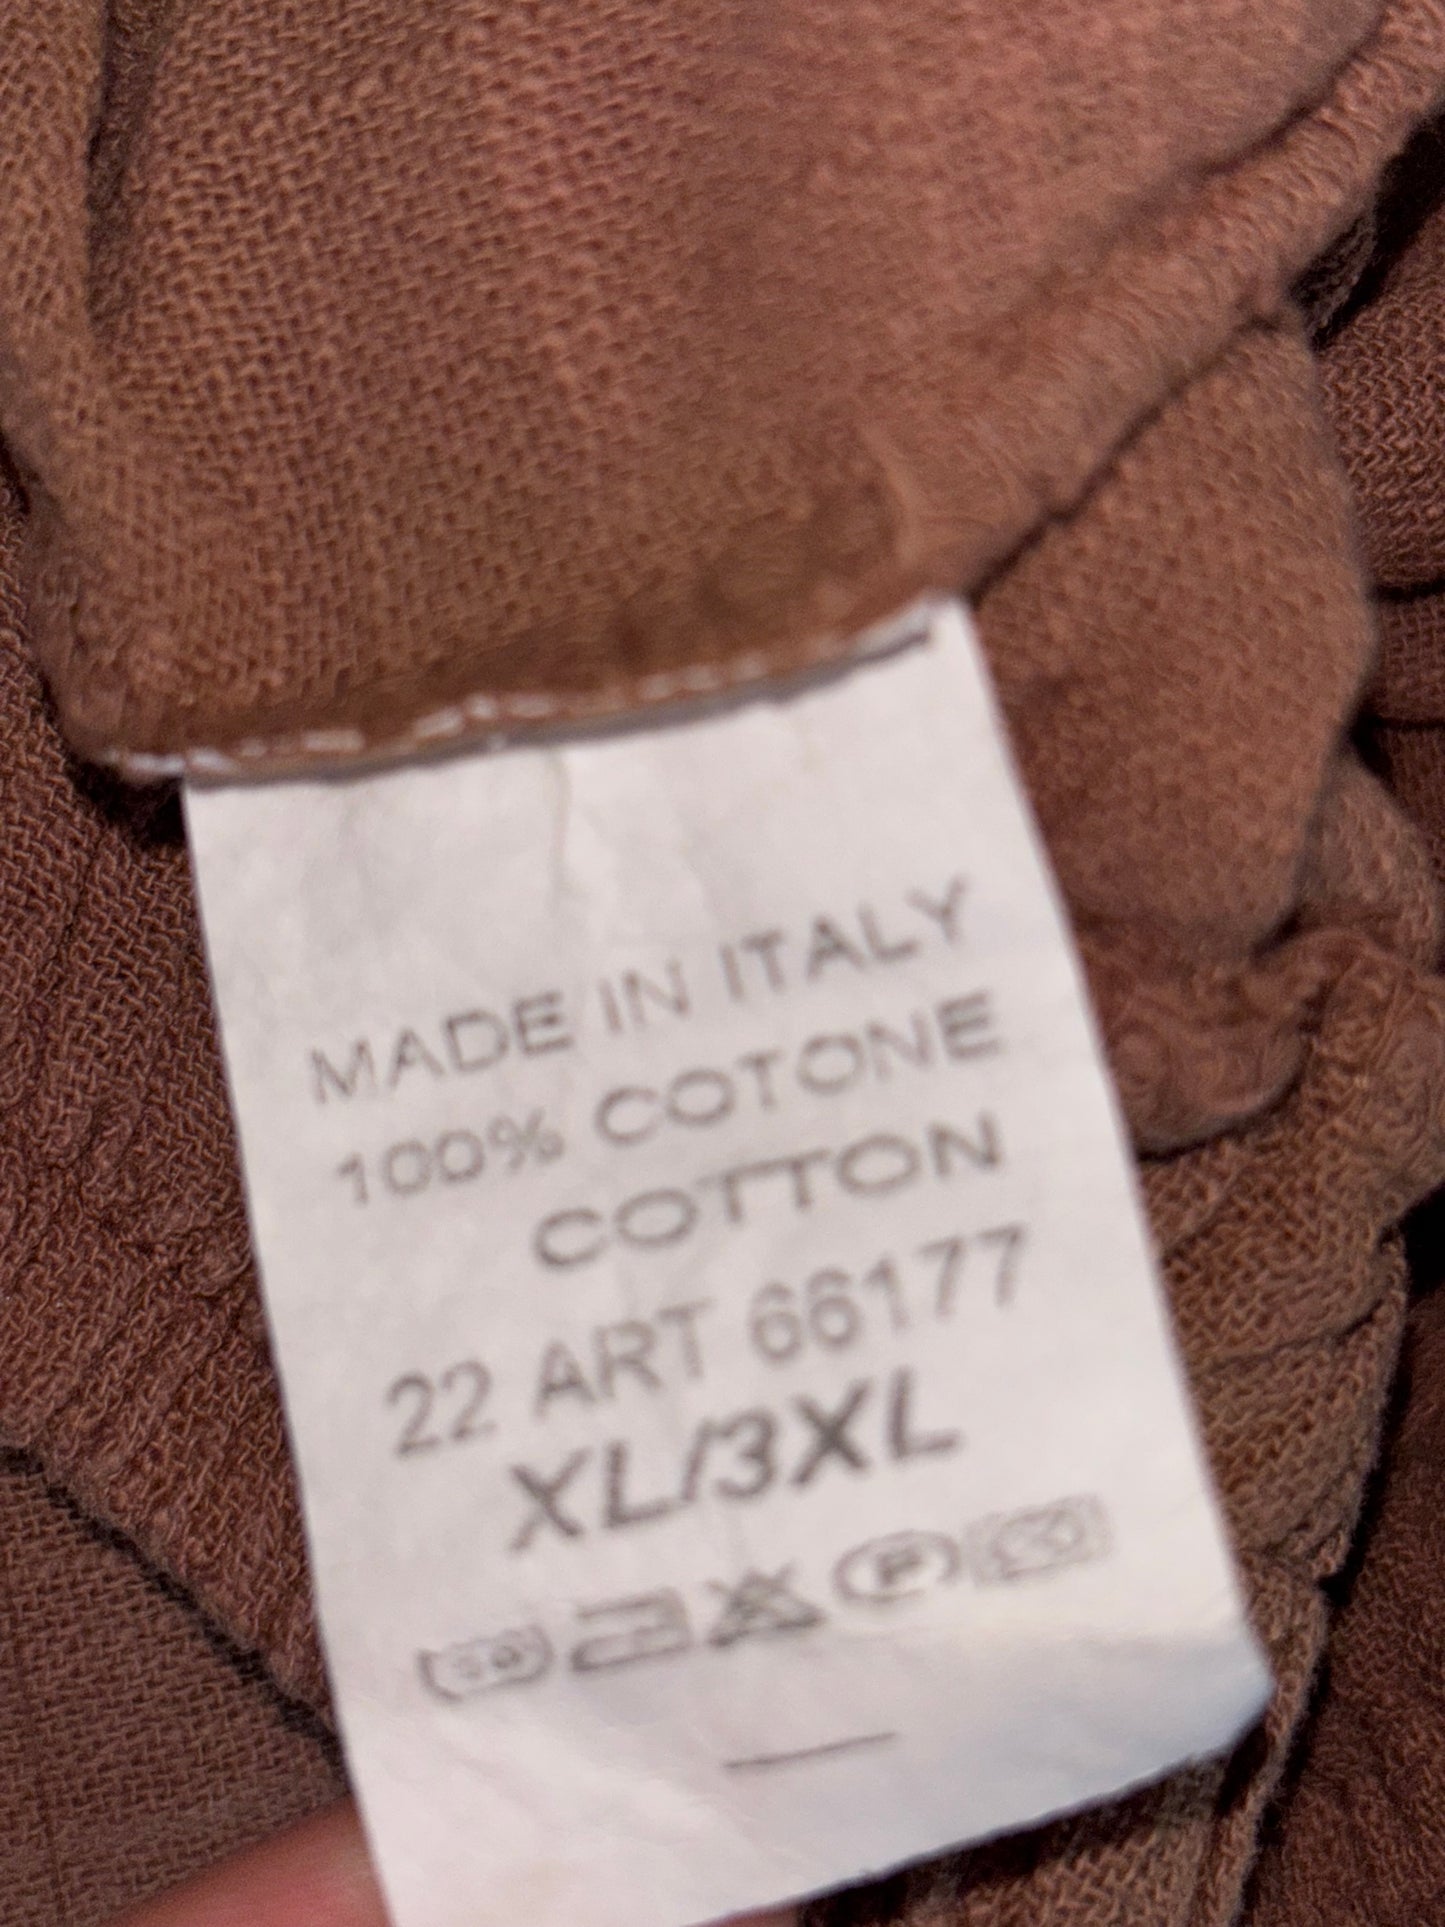 MADE IN ITALY
100% COTONE
COTTON
22 ART 66177
XL/3XL